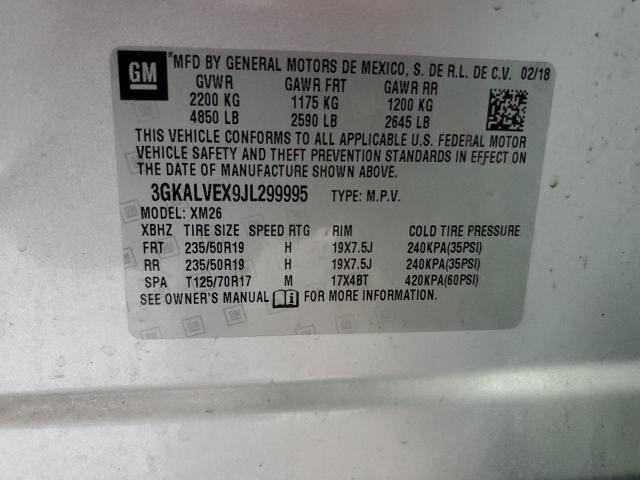 GM
*MFD BY GENERAL MOTORS DE MEXICO, S. DE R.L. DE C.V. 02/18
GVWR GAWR FRT GAWR RR
2200 KG 1175 KG 1200 KG
4850 LB 2590 LB 2645 LB
THIS VEHICLE CONFORMS TO ALL APPLICABLE U.S. FEDERAL MOTOR
VEHICLE SAFETY AND THEFT PREVENTION STANDARDS IN EFFECT ON
THE DATE OF MANUFACTURE SHOWN ABOVE.
3GKALVEX9JL299995 TYPE: M.P.V.
MODEL: XM26
XBHZ TIRE SIZE SPEED RTG RIM COLD TIRE PRESSURE
FRT 235/50R19 H 19X7.5J 240KPA(35PSI)
RR 235/50R19 H 19X7.5J 240KPA(35PSI)
SPA T125/70R17 M 17X4BT 420KPA(60PSI)
SEE OWNER'S MANUAL FOR MORE INFORMATION.